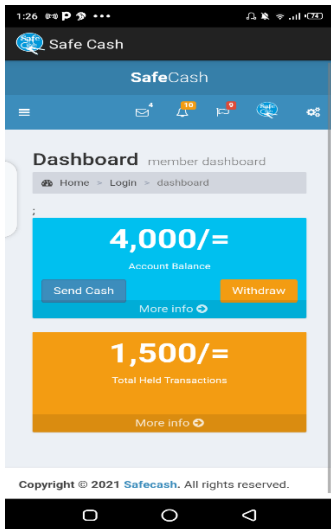 1:26
Safe Cash
SafeCash
4
10
9
Dashboard member dashboard
Home > Login > dashboard
;
4,000/=
Account Balance
Send Cash
Withdraw
More info
1,500/=
Total Held Transactions
More info
Copyright © 2021 Safecash. All rights reserved.